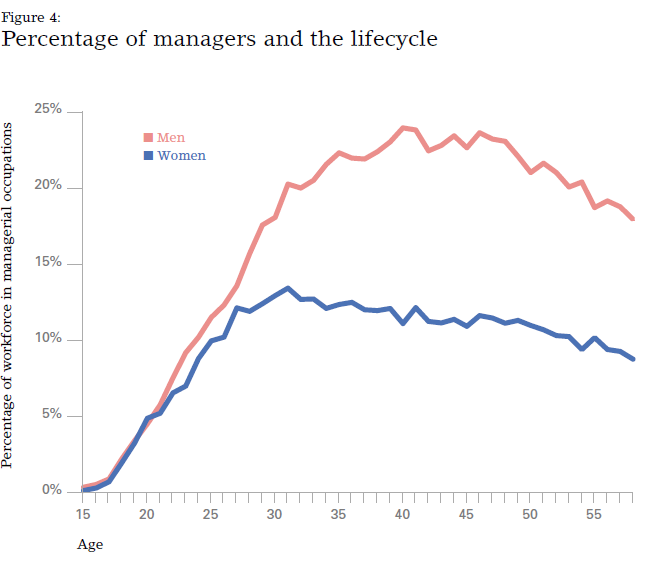 Figure 4:
Percentage of managers and the lifecycle
Percentage of workforce in managerial occupations
25%
20%
15%
10%
5%
0%
Men
Women
15 20 25 30 35 40 45 50 55
Age